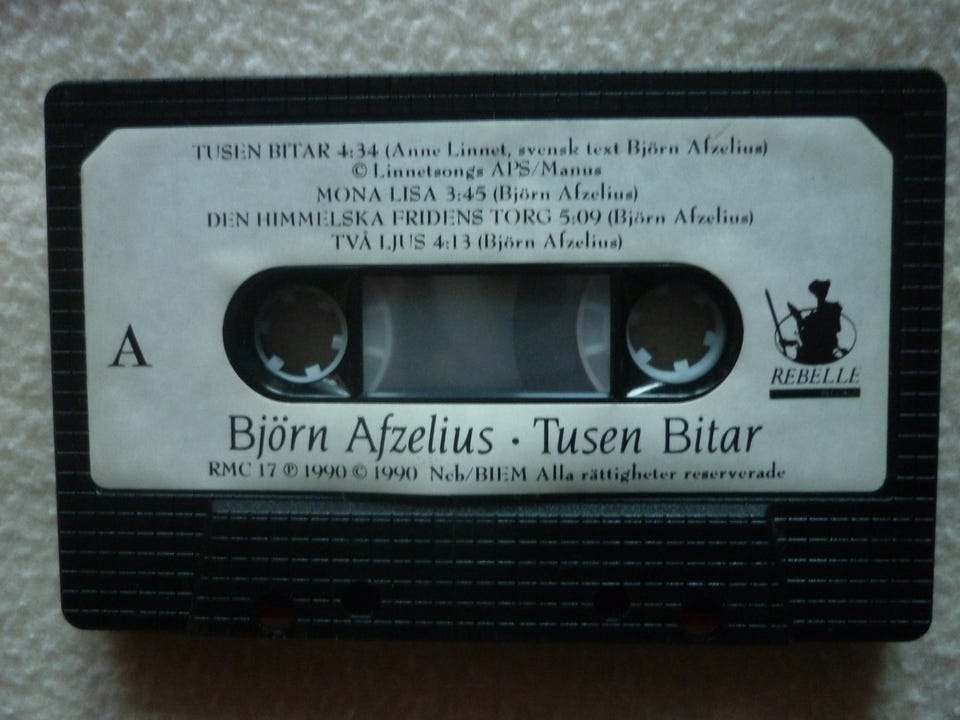 TUSEN BITAR 4:34 (Anne Linnet, svensk text Björn Afzelius)
© Linnetsongs APS/Manus
MONA LISA 3:45 (Björn Afzelius)
DEN HIMMELSKA FRIDENS TORG 5:09 (Björn Afzelius)
TVÅ LJUS 4:13 (Björn Afzelius)
A
REBELLE
Björn Afzelius · Tusen Bitar
RMC 17 ℗ 1990 © 1990 Ncb/BIEM Alla rättigheter reserverade